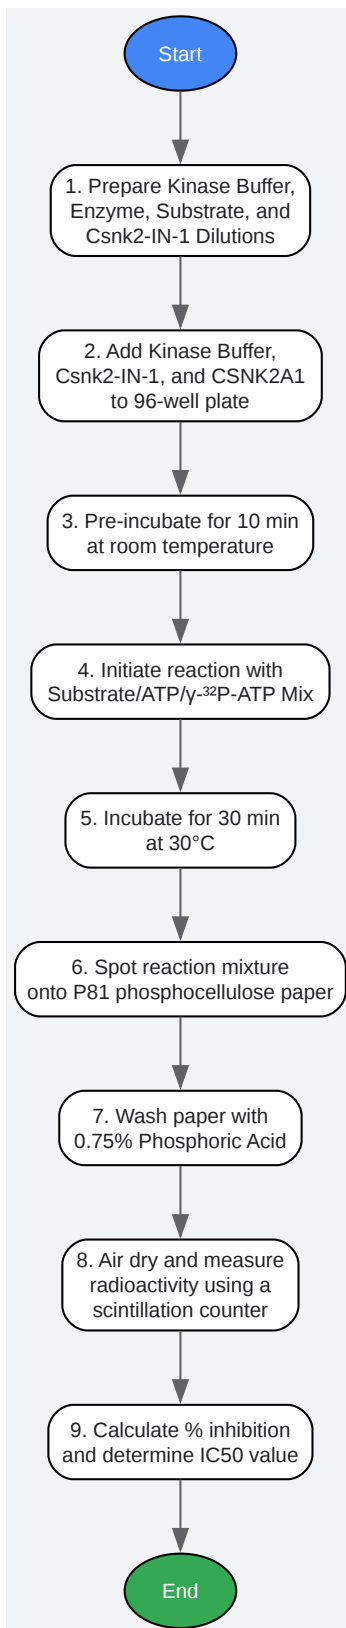 Start
1. Prepare Kinase Buffer,
Enzyme, Substrate, and
Csnk2-IN-1 Dilutions
2. Add Kinase Buffer,
Csnk2-IN-1, and CSNK2A1
to 96-well plate
3. Pre-incubate for 10 min
at room temperature
4. Initiate reaction with
Substrate/ATP/γ-³²P-ATP Mix
5. Incubate for 30 min
at 30°C
6. Spot reaction mixture
onto P81 phosphocellulose paper
7. Wash paper with
0.75% Phosphoric Acid
8. Air dry and measure
radioactivity using a
scintillation counter
9. Calculate % inhibition
and determine IC50 value
End